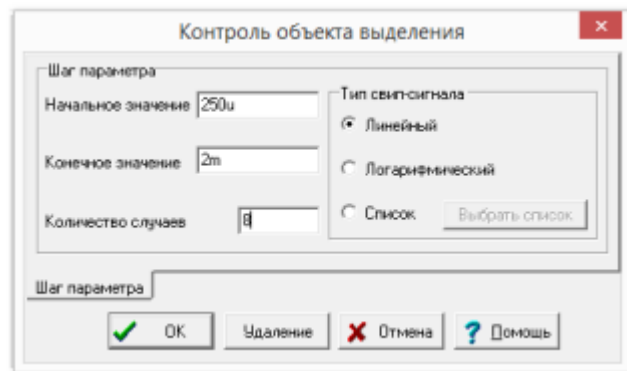 Контроль объекта выделения
Шаг параметра
Начальное значение 250u
Тип свип-сигнала
Линейный
Конечное значение 2m
Логарифмический
Количество случаев 8
Список Выбрать список
Шаг параметра
OK Удаление Отмена ? Помощь